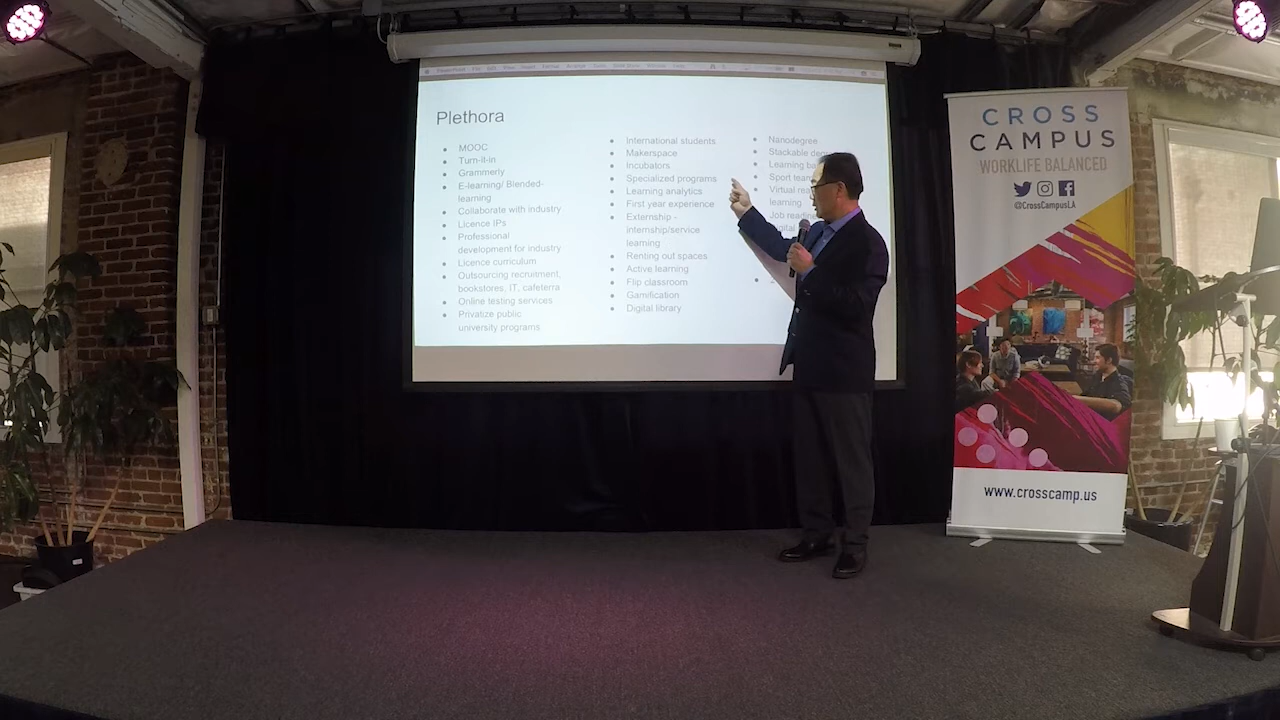 Plethora
MOOC
Turn-It-in
Grammerly
E-learning/ Blended-
learning
Collaborate with industry
Licence IPs
Professional
development for industry
Licence curriculum
Outsourcing recruitment,
bookstores, IT, cafeterra
Online testing services
Privatize public
university programs
International students
Makerspace
Incubators
Specialized programs
Learning analytics
First year experience
Externship -
internship/service
learning
Renting out spaces
Active learning
Flip classroom
Gamification
Digital library
Nanodegree
Stackable
Learning
Sport
Virtual
learning
Job
CROSS
CAMPUS
WORKLIFE BALANCED
@CrossCampusLA
www.crosscamp.us